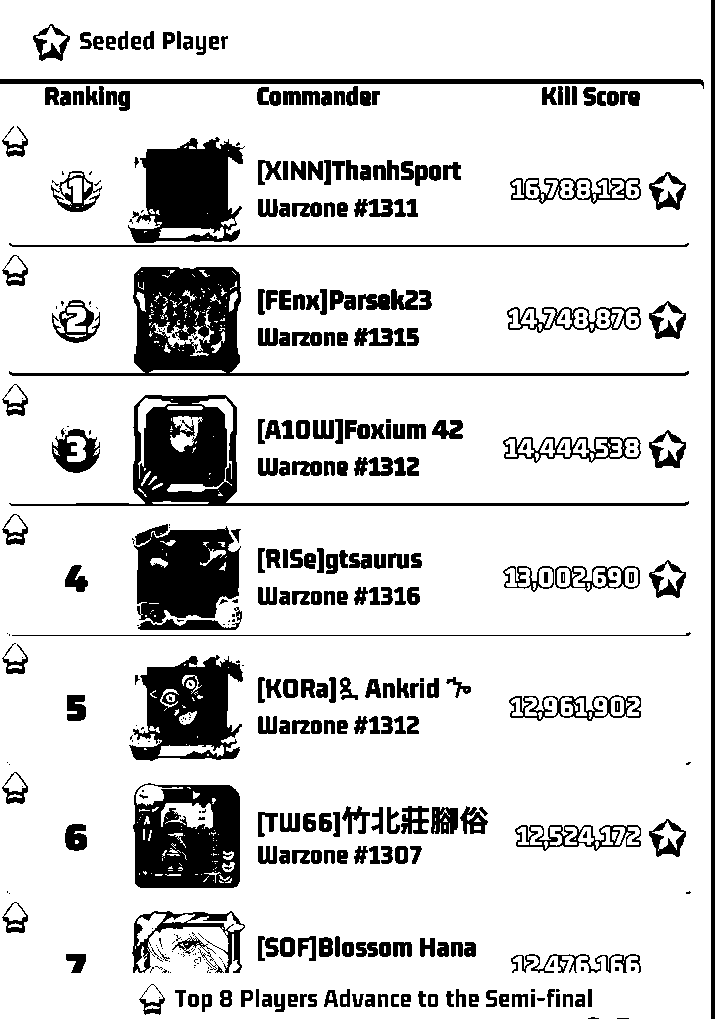 Seeded Player
Ranking Commander Kill Score
1 [XINN]ThanhSport 16,788,126
Warzone #1311
2 [FEnx]Parsek23 14,748,876
Warzone #1315
3 [A10W]Foxium 42 14,444,538
Warzone #1312
4 [RISe]gtsaurus 13,002,690
Warzone #1316
5 [KORa] Ankrid 12,961,902
Warzone #1312
6 [TW66]竹北莊腳俗 12,524,172
Warzone #1307
7 [SOF]Blossom Hana 12,476,166
Top 8 Players Advance to the Semi-final